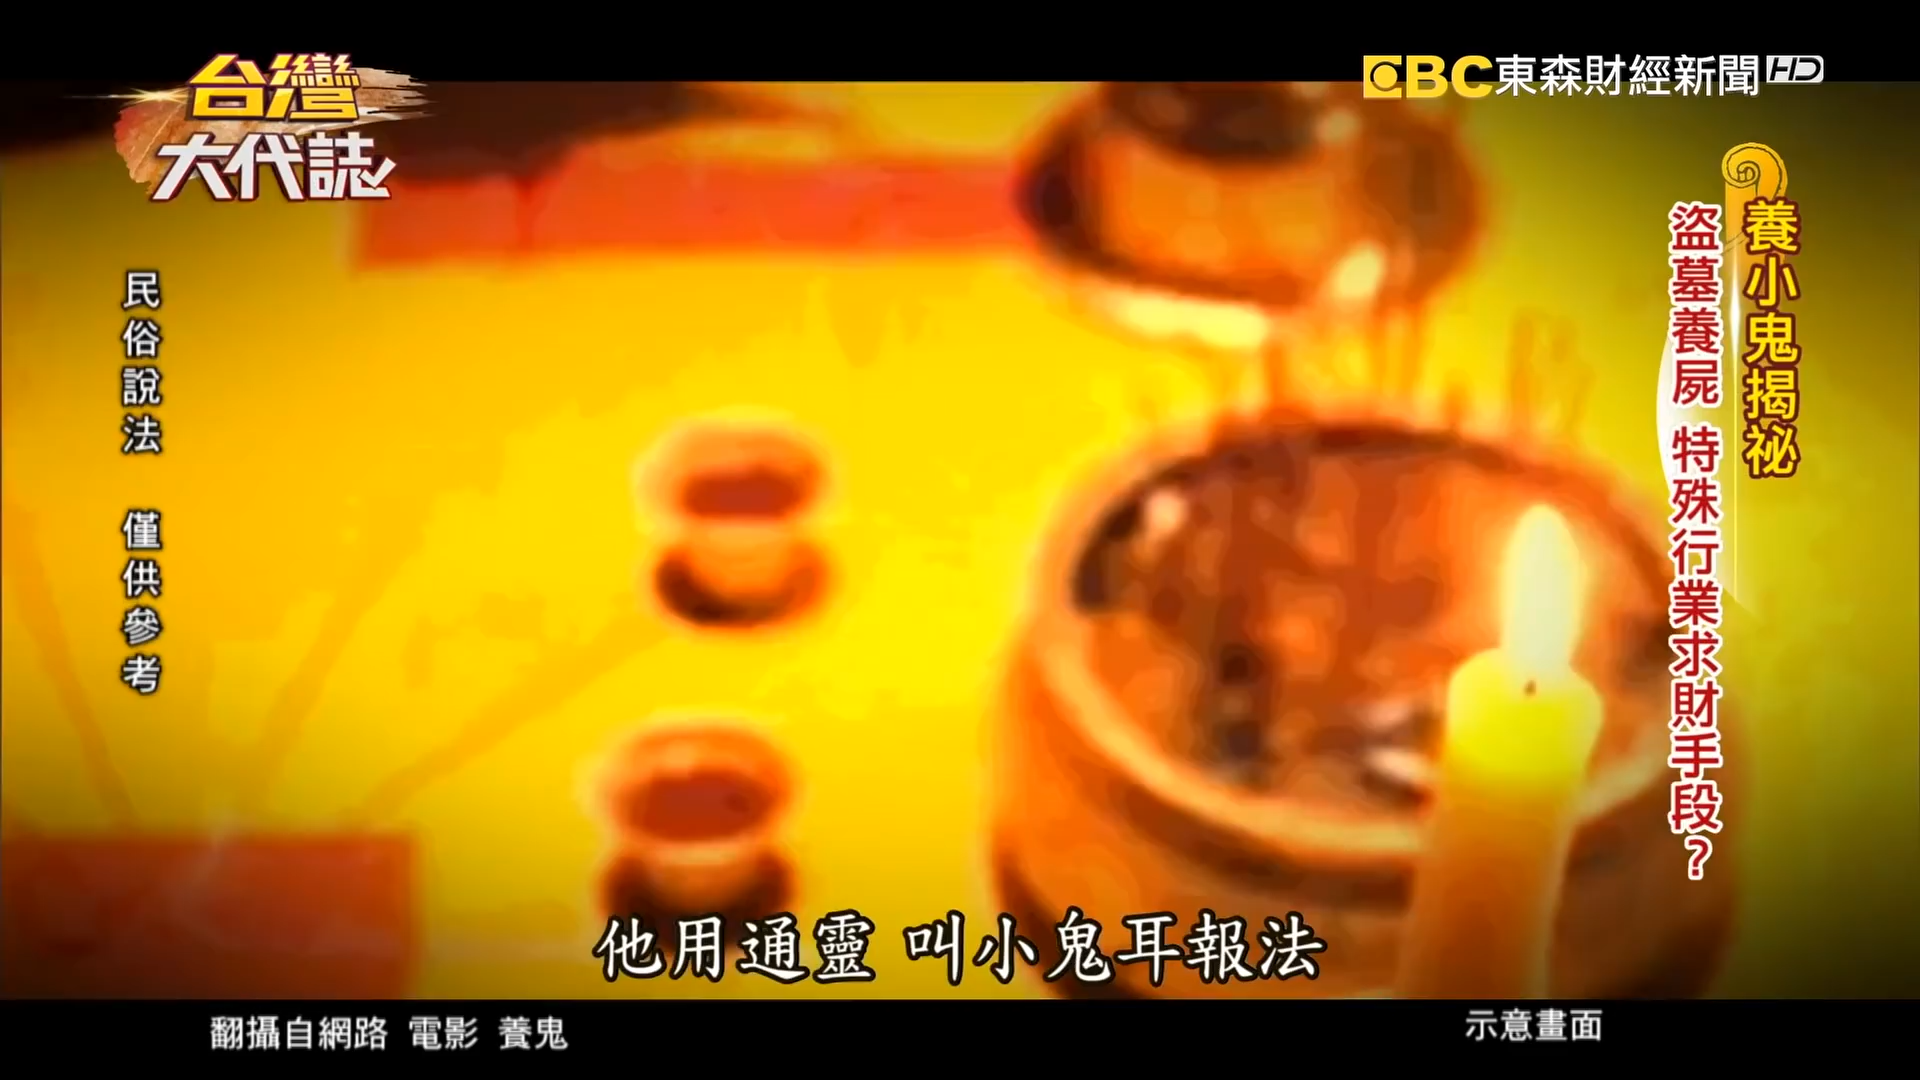 台灣
大代誌
EBC東森財經新聞HD
養小鬼揭祕
盜墓養屍 特殊行業求財手段?
民俗說法 僅供參考
他用通靈 叫小鬼耳報法
翻攝自網路 電影 養鬼
示意畫面